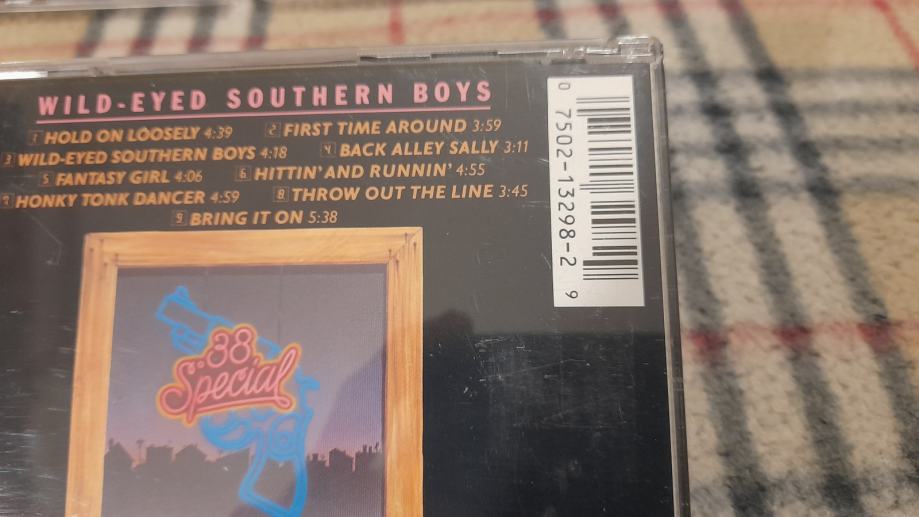 WILD-EYED SOUTHERN BOYS
1 HOLD ON LOOSELY 4:39 2 FIRST TIME AROUND 3:59
3 WILD-EYED SOUTHERN BOYS 4:18 4 BACK ALLEY SALLY 3:11
5 FANTASY GIRL 4:06 6 HITTIN' AND RUNNIN' 4:55
7 HONKY TONK DANCER 4:59 8 THROW OUT THE LINE 3:45
9 BRING IT ON 5:38
0 7502-13298-2 9
38
Special